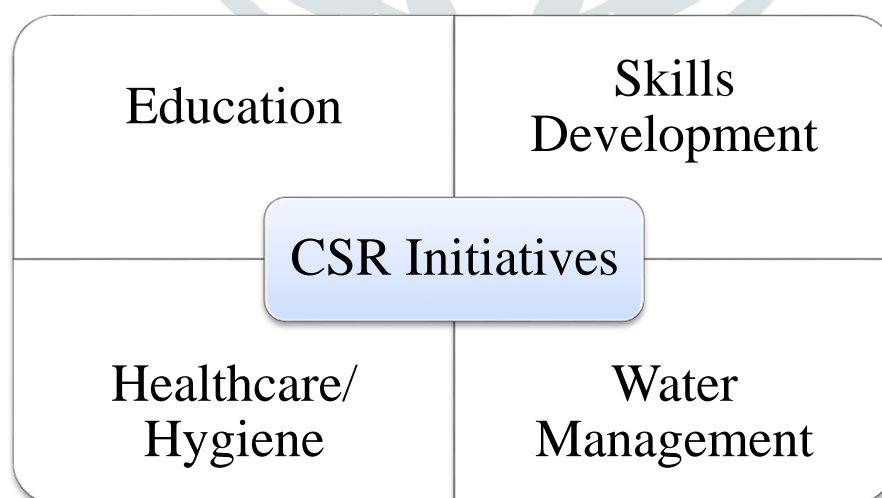 Education
Skills
Development
CSR Initiatives
Healthcare/
Hygiene
Water
Management